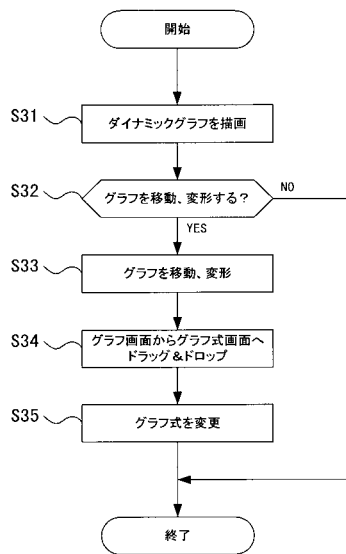 開始
S31
ダイナミックグラフを描画
S32
グラフを移動、変形する?
NO
YES
S33
グラフを移動、変形
S34
グラフ画面からグラフ式画面へ
ドラッグ&ドロップ
S35
グラフ式を変更
終了